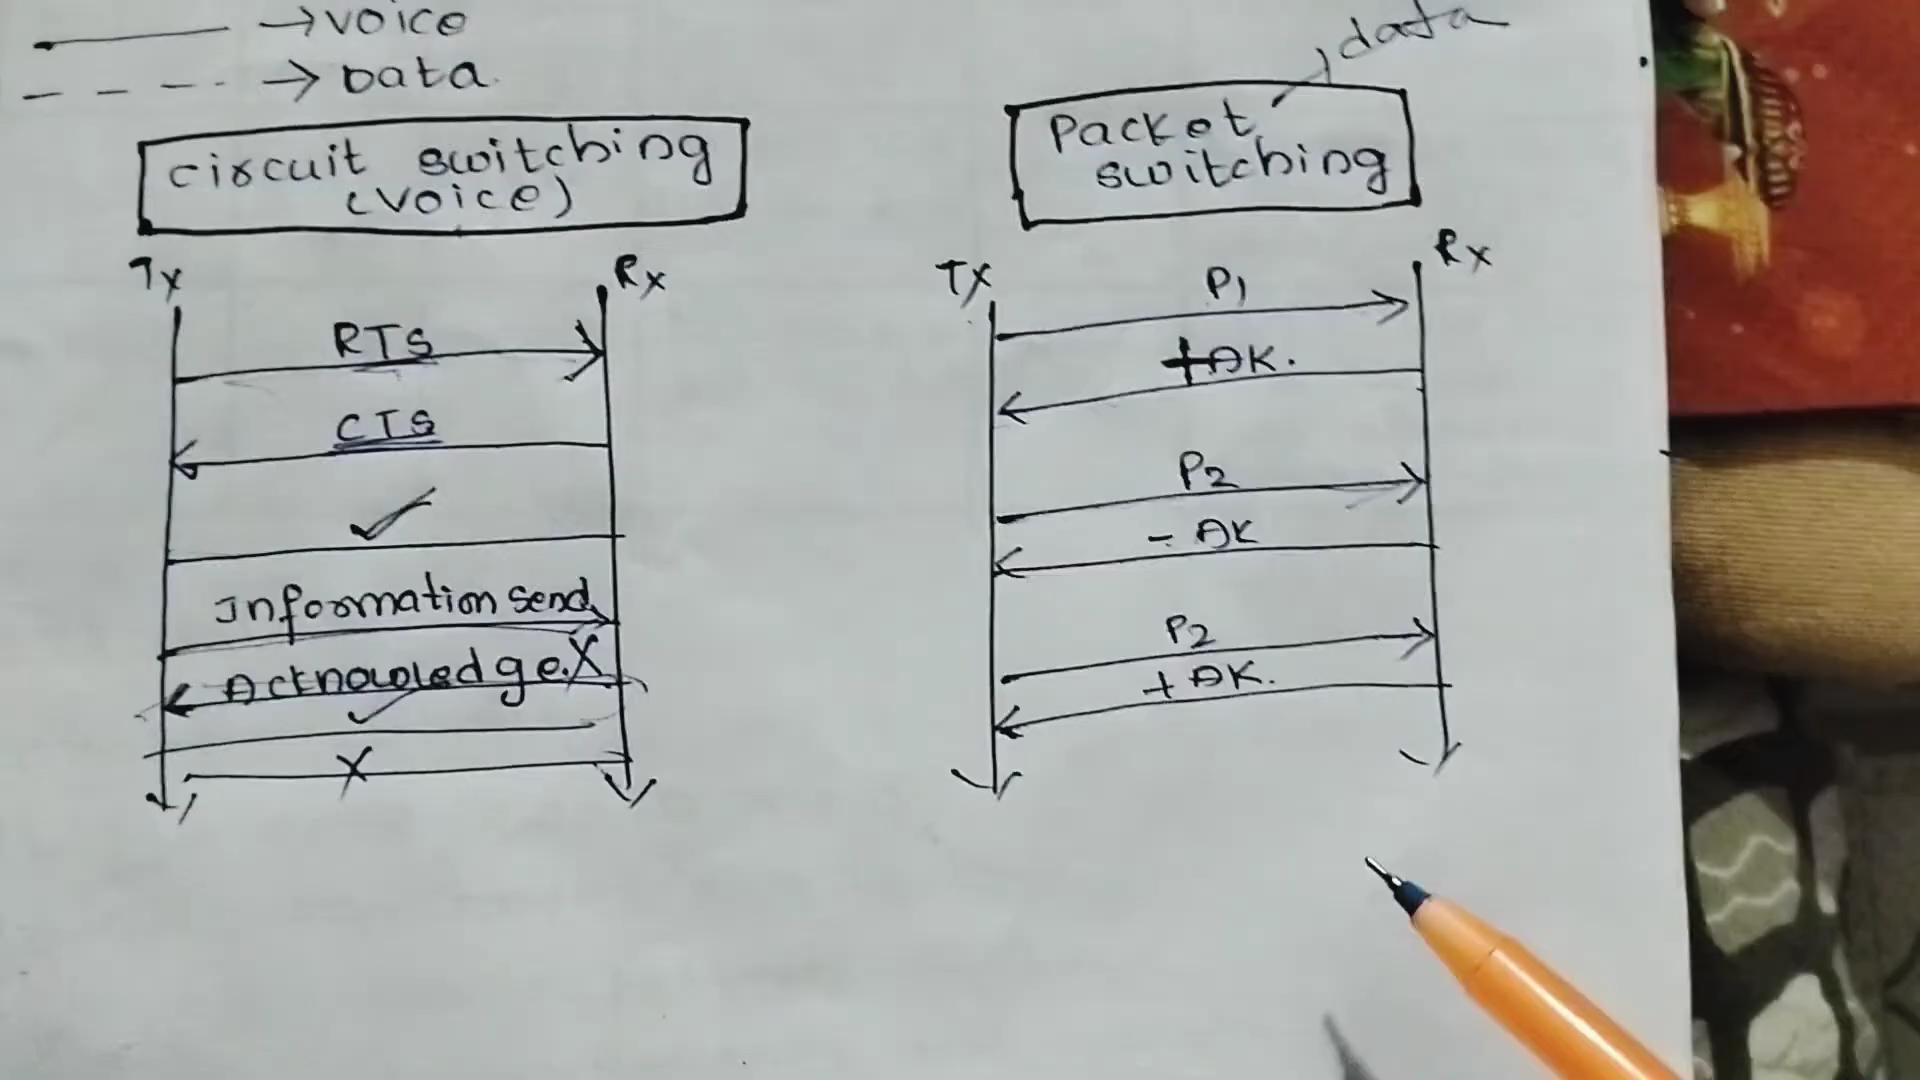 → voice
→ Data
data
circuit switching
(voice)
Packet
switching
Tx
Rx
RTS
CTS
Information send
Acknowledge. X
X
Tx
Rx
P1
+AK.
P2
- AK
P2
+ AK.